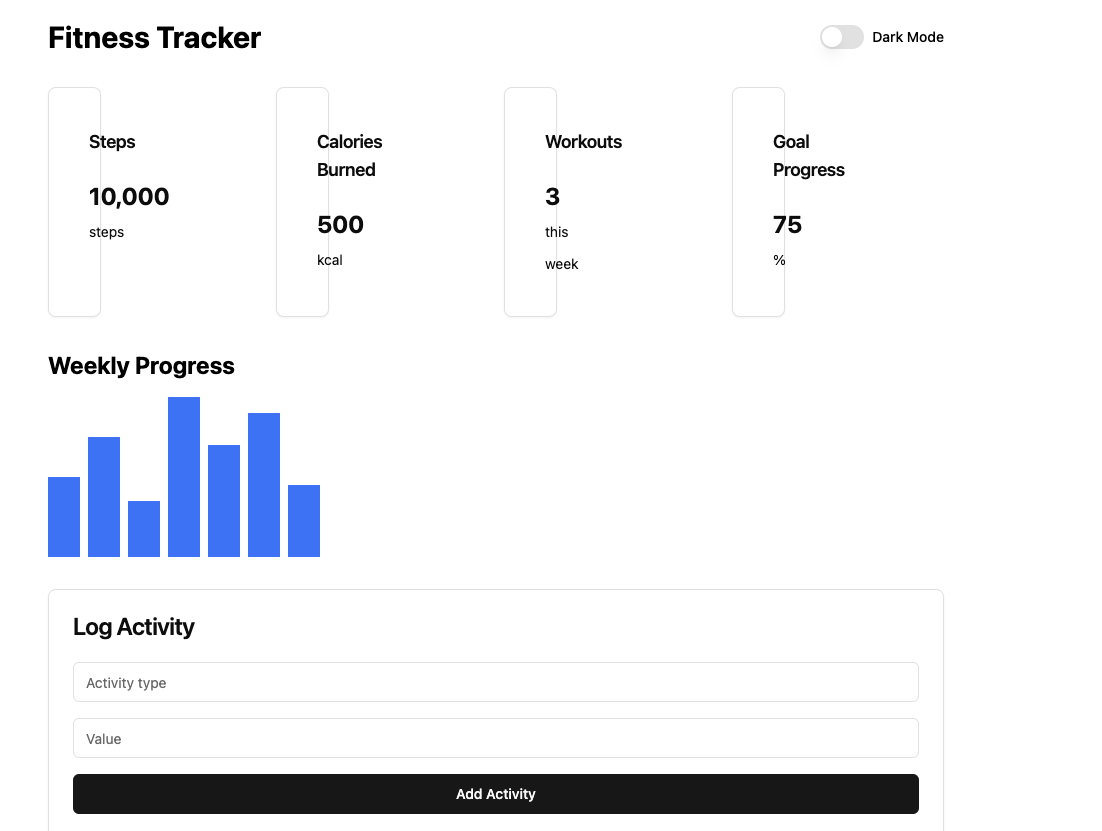 Fitness Tracker
Dark Mode
Steps
10,000
steps
Calories
Burned
500
kcal
Workouts
3
this
week
Goal
Progress
75
%
Weekly Progress
Log Activity
Activity type
Value
Add Activity